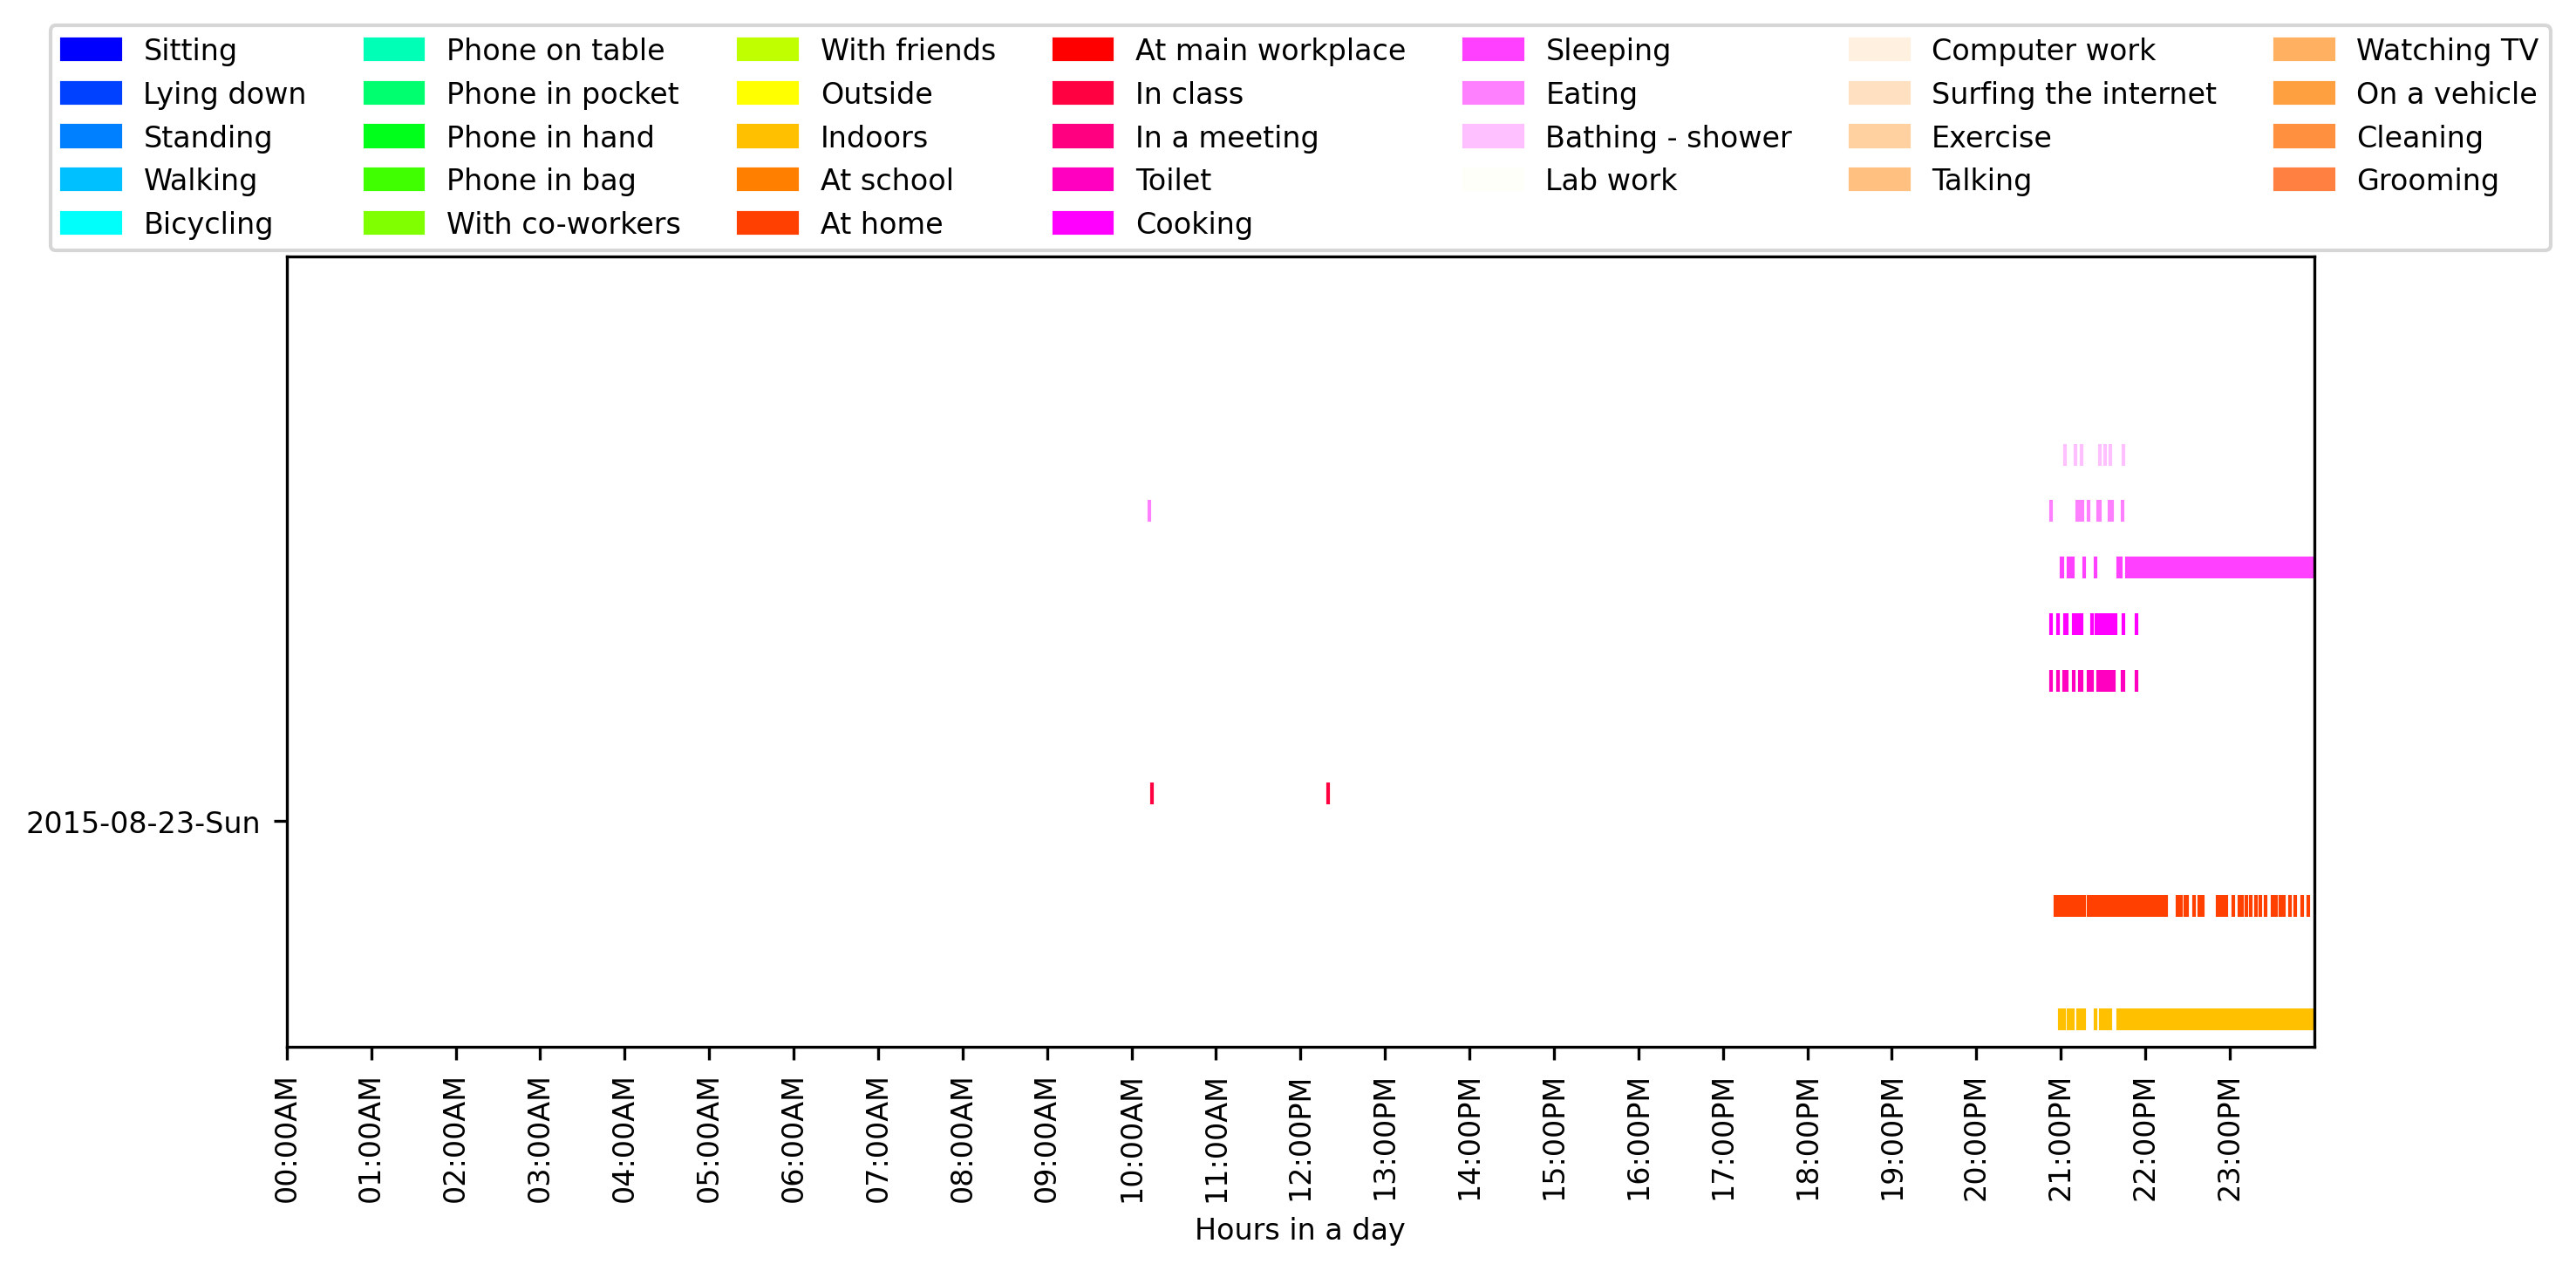 Sitting
Lying down
Standing
Walking
Bicycling
Phone on table
Phone in pocket
Phone in hand
Phone in bag
With co-workers
With friends
Outside
Indoors
At school
At home
At main workplace
In class
In a meeting
Toilet
Cooking
Sleeping
Eating
Bathing - shower
Lab work
Computer work
Surfing the internet
Exercise
Talking
Watching TV
On a vehicle
Cleaning
Grooming
2015-08-23-Sun
00:00AM
01:00AM
02:00AM
03:00AM
04:00AM
05:00AM
06:00AM
07:00AM
08:00AM
09:00AM
10:00AM
11:00AM
12:00PM
13:00PM
14:00PM
15:00PM
16:00PM
17:00PM
18:00PM
19:00PM
20:00PM
21:00PM
22:00PM
23:00PM
Hours in a day